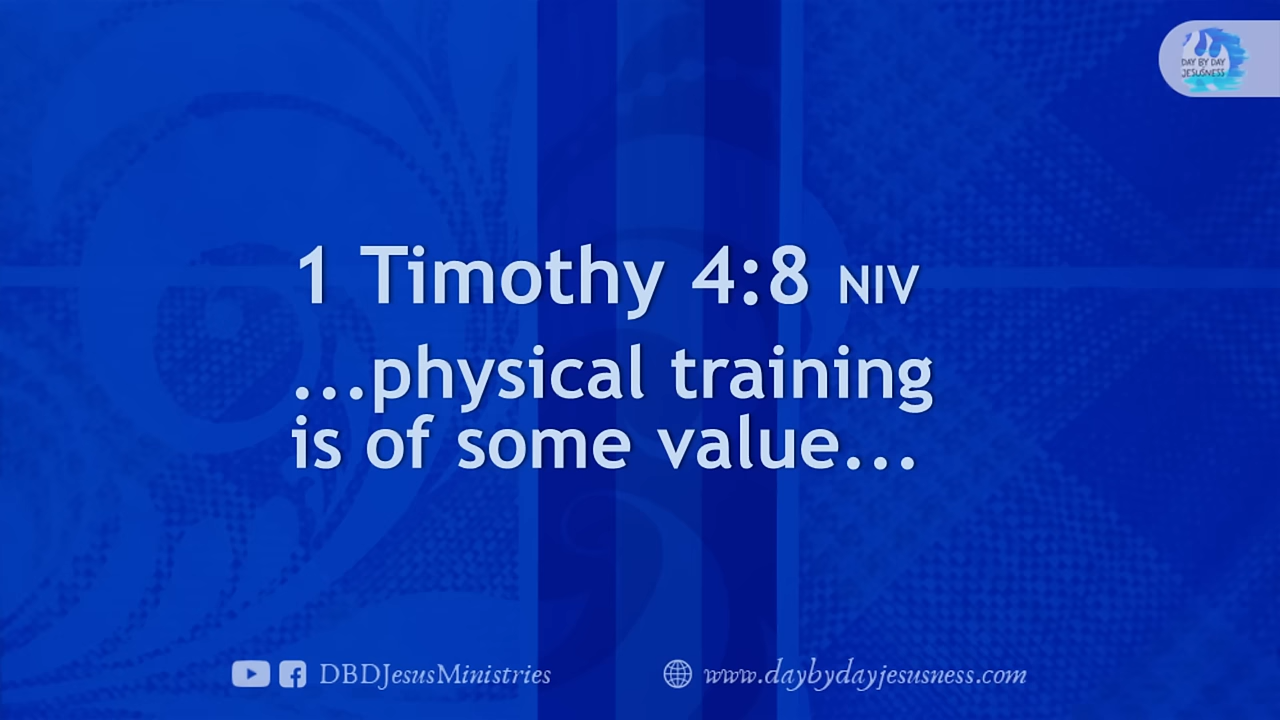 DAY BY DAY
JESUSNESS
1 Timothy 4:8 NIV
...physical training
is of some value...
DBDJesusMinistries
www.daybydayjesusness.com